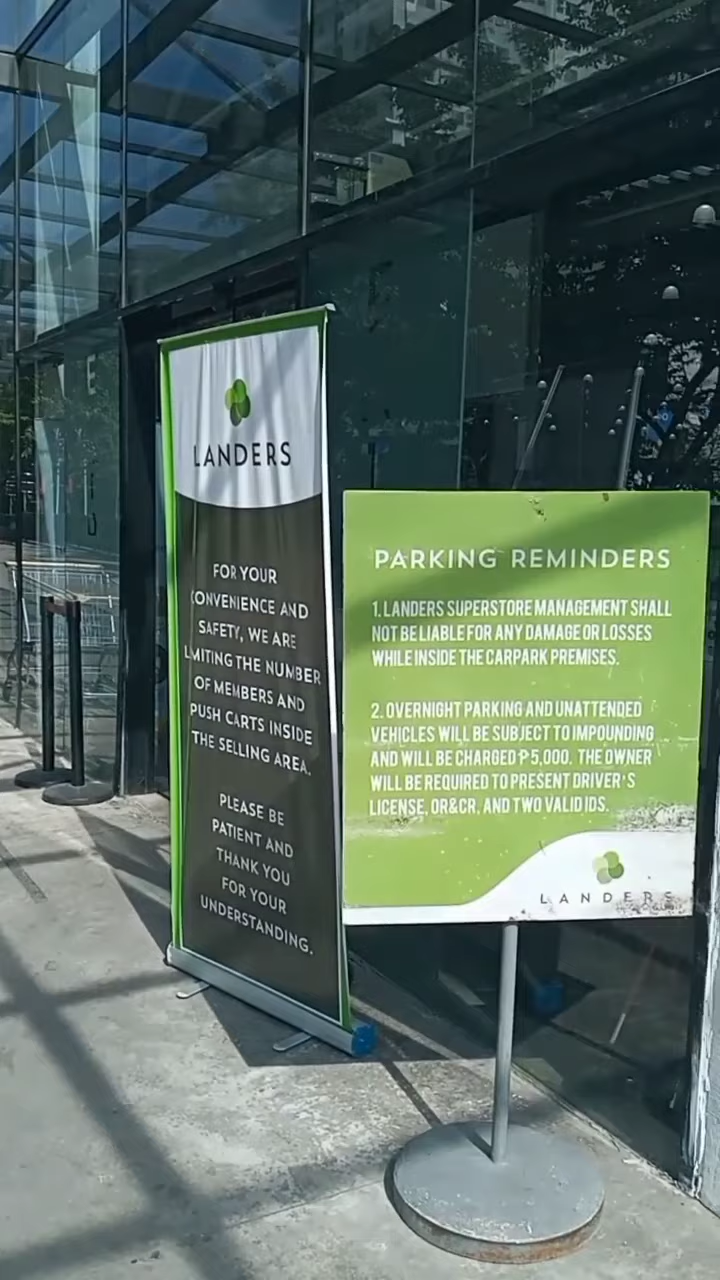 LANDERS
FOR YOUR
CONVENIENCE AND
SAFETY, WE ARE
LIMITING THE NUMBER
OF MEMBERS AND
PUSH CARTS INSIDE
THE SELLING AREA.
PLEASE BE
PATIENT AND
THANK YOU
FOR YOUR
UNDERSTANDING.
PARKING REMINDERS
1. LANDERS SUPERSTORE MANAGEMENT SHALL
NOT BE LIABLE FOR ANY DAMAGE OR LOSSES
WHILE INSIDE THE CARPARK PREMISES.
2. OVERNIGHT PARKING AND UNATTENDED
VEHICLES WILL BE SUBJECT TO IMPOUNDING
AND WILL BE CHARGED ₱5,000. THE OWNER
WILL BE REQUIRED TO PRESENT DRIVER'S
LICENSE, OR&CR, AND TWO VALID IDS.
LANDERS